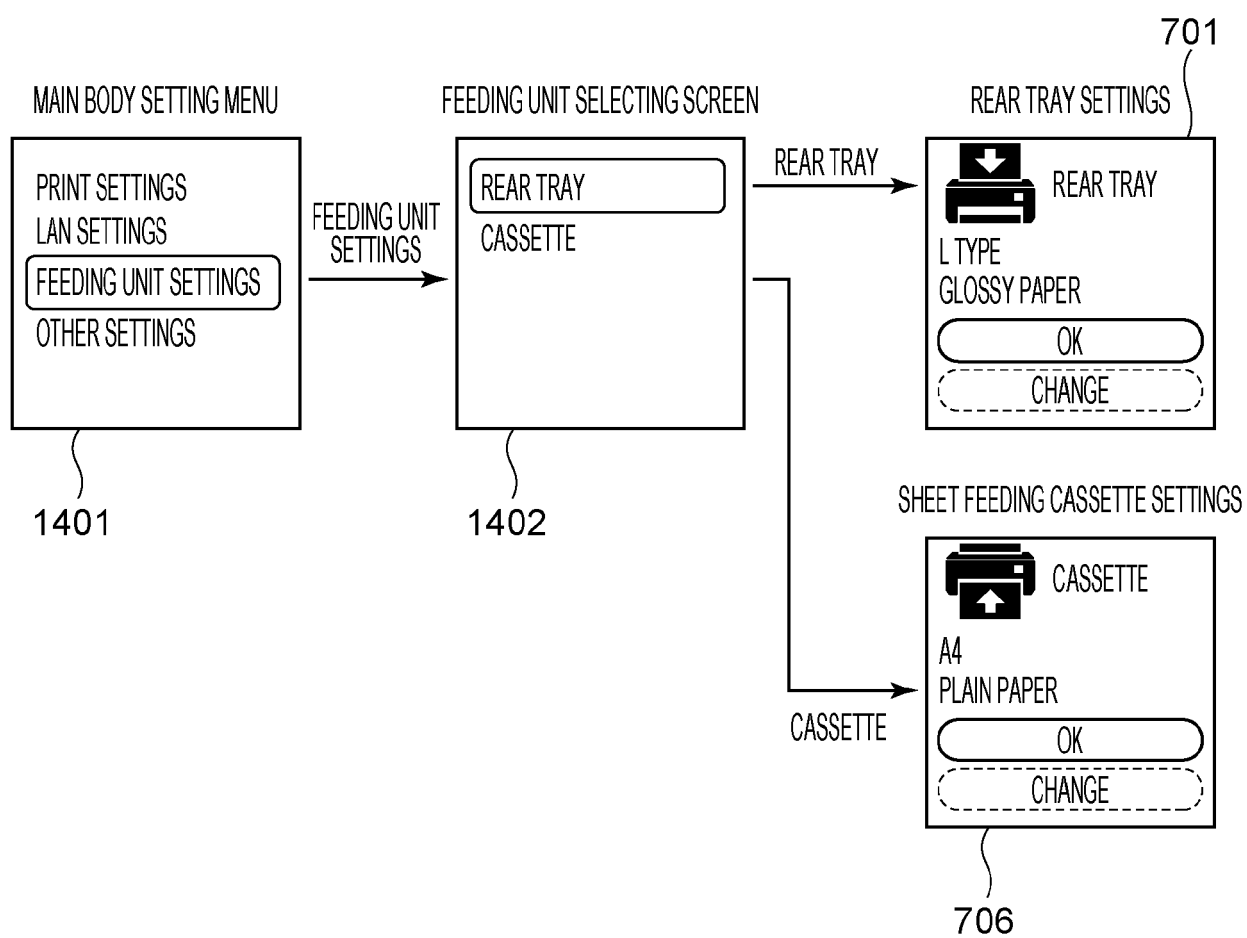 701
MAIN BODY SETTING MENU
FEEDING UNIT SELECTING SCREEN
REAR TRAY SETTINGS
PRINT SETTINGS
LAN SETTINGS
FEEDING UNIT SETTINGS
OTHER SETTINGS
1401
FEEDING UNIT
SETTINGS
REAR TRAY
CASSETTE
1402
REAR TRAY
REAR TRAY
L TYPE
GLOSSY PAPER
OK
CHANGE
CASSETTE
SHEET FEEDING CASSETTE SETTINGS
CASSETTE
A4
PLAIN PAPER
OK
CHANGE
706